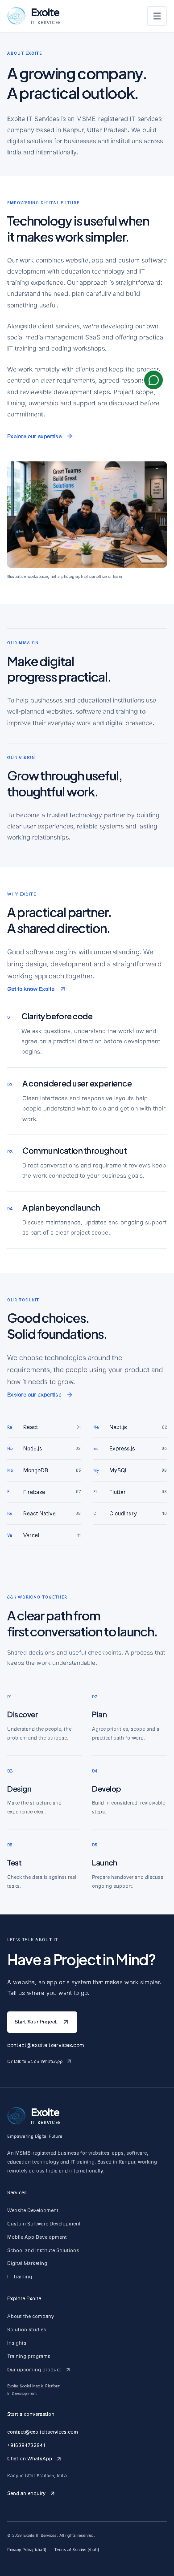 Exoite
IT SERVICES
ABOUT EXOITE
A growing company.
A practical outlook.
Exoite IT Services is an MSME-registered IT services
company based in Kanpur, Uttar Pradesh. We build
digital solutions for businesses and institutions across
India and internationally.
EMPOWERING DIGITAL FUTURE
Technology is useful when
it makes work simpler.
Our work combines website, app and custom software
development with technology education and IT
training experience. Our approach is straightforward:
understand the need, plan carefully and build
something useful.
Alongside client services, we're developing our own
social media management SaaS and offering practical
IT training and coding workshops.
We work remotely with clients and keep the process
centred on clear requirements, agreed
and reviewable development steps. Project scope,
timing, ownership and support are discussed before
commitment.
Explore our expertise →
Great Teams
Build Great
Solutions
Illustrative workspace, not a photograph of our office or team.
OUR MISSION
Make digital
progress practical.
To help businesses and educational institutions use
well-planned websites, software and training to
improve their everyday work and digital presence.
OUR VISION
Grow through useful,
thoughtful work.
To become a trusted technology partner by building
clear user experiences, reliable systems and lasting
working relationships.
WHY EXOITE
A practical partner.
A shared direction.
Good software begins with understanding. We
bring design, development and a straightforward
working approach together.
Get to know Exoite ↗
01 Clarity before code
We ask questions, understand the workflow and
agree on a practical direction before development
begins.
02 A considered user experience
Clean interfaces and responsive layouts help
people understand what to do and get on with their
work.
03 Communication throughout
Direct conversations and requirement reviews keep
the work connected to your business goals.
04 A plan beyond launch
Discuss maintenance, updates and ongoing support
as part of a clear project scope.
OUR TOOLKIT
Good choices.
Solid foundations.
We choose technologies around the
requirements, the people using your product and
how it needs to grow.
Explore our expertise →
Re React 01
Ne Next.js 02
No Node.js 03
Ex Express.js 04
Mo MongoDB 05
My MySQL 06
Fi Firebase 07
Fl Flutter 08
Re React Native 09
Cl Cloudinary 10
Ve Vercel 11
06 / WORKING TOGETHER
A clear path from
first conversation to launch.
Shared decisions and useful checkpoints. A process that
keeps the work understandable.
01
Discover
Understand the people, the
problem and the purpose.
02
Plan
Agree priorities, scope and a
practical path forward.
03
Design
Make the structure and
experience clear.
04
Develop
Build in considered, reviewable
steps.
05
Test
Check the details against real
tasks.
06
Launch
Prepare handover and discuss
ongoing support.
LET'S TALK ABOUT IT
Have a Project in Mind?
A website, an app or a system that makes work simpler.
Tell us where you want to go.
Start Your Project ↗
contact@exoiteitservices.com
Or talk to us on WhatsApp ↗
Exoite
IT SERVICES
Empowering Digital Future
An MSME-registered business for websites, apps, software,
education technology and IT training. Based in Kanpur, working
remotely across India and internationally.
Services
Website Development
Custom Software Development
Mobile App Development
School and Institute Solutions
Digital Marketing
IT Training
Explore Exoite
About the company
Solution studies
Insights
Training programs
Our upcoming product ↗
Exoite Social Media Platform
In Development
Start a conversation
contact@exoiteitservices.com
+916394732841
Chat on WhatsApp ↗
Kanpur, Uttar Pradesh, India
Send an enquiry ↗
© 2026 Exoite IT Services. All rights reserved.
Privacy Policy (draft) Terms of Service (draft)